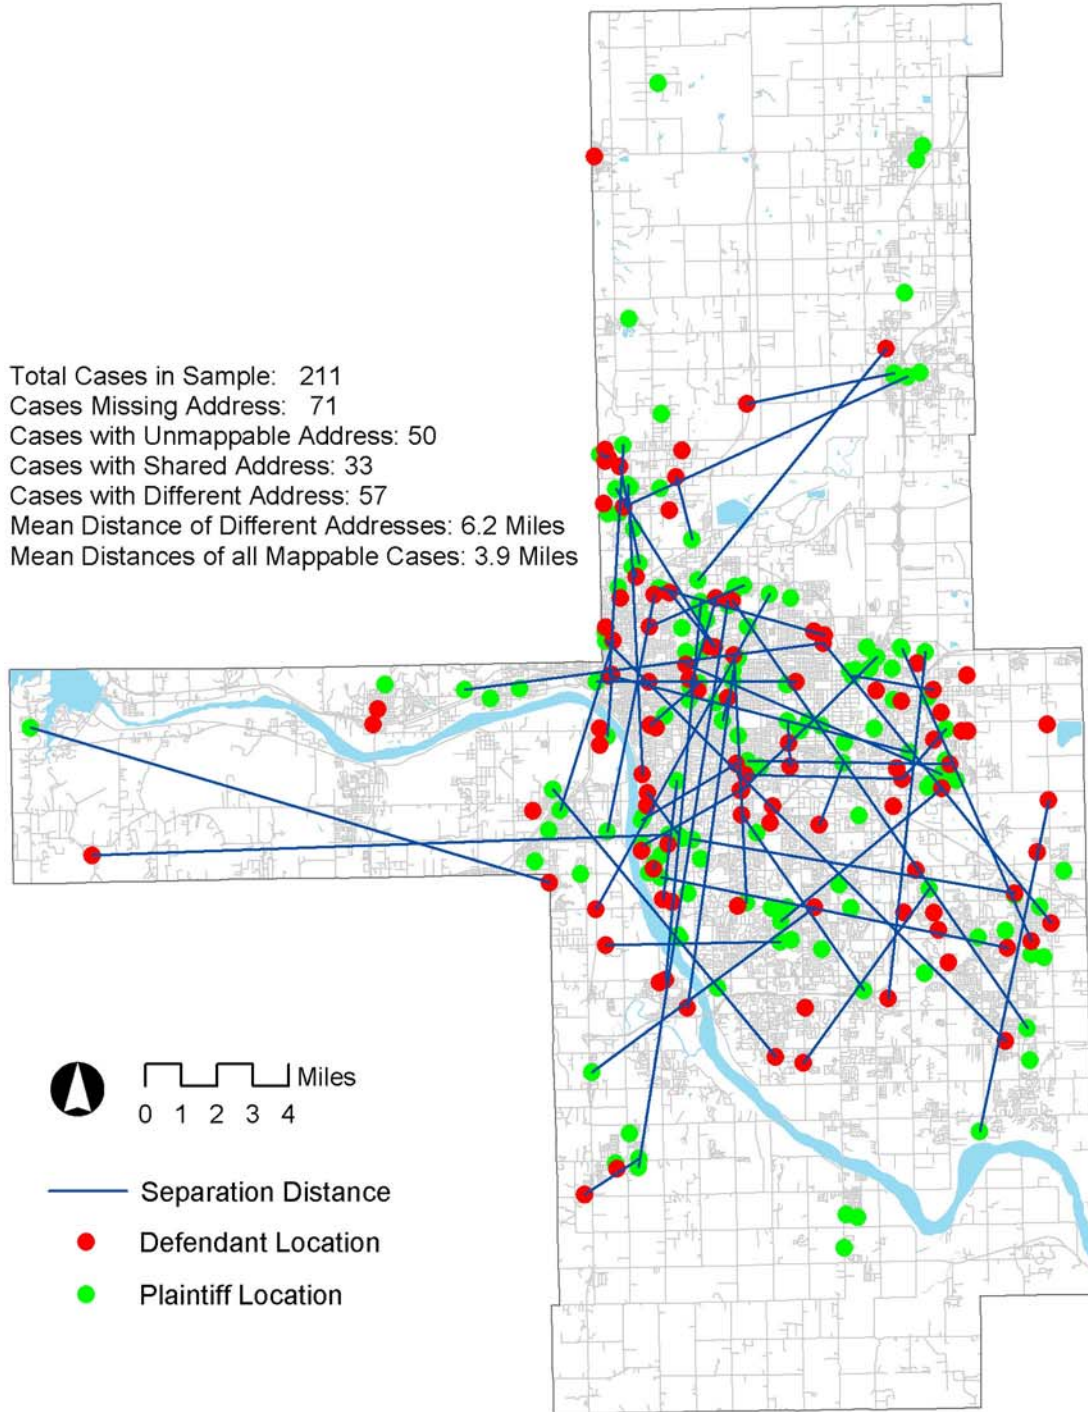 Total Cases in Sample: 211
Cases Missing Address: 71
Cases with Unmappable Address: 50
Cases with Shared Address: 33
Cases with Different Address: 57
Mean Distance of Different Addresses: 6.2 Miles
Mean Distances of all Mappable Cases: 3.9 Miles
Miles
0 1 2 3 4
Separation Distance
Defendant Location
Plaintiff Location